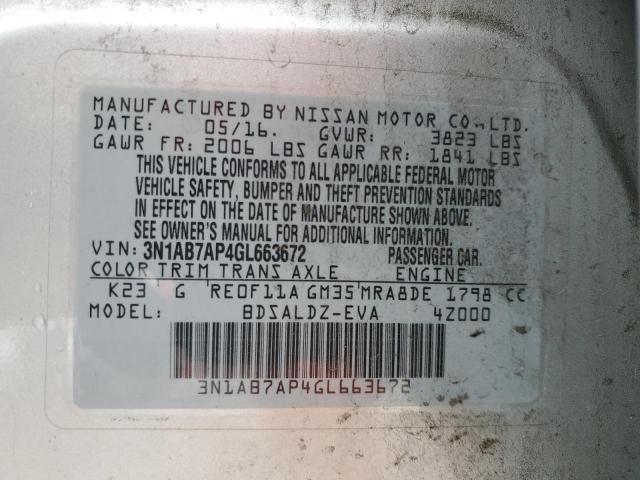 MANUFACTURED BY NISSAN MOTOR CO.,LTD.
DATE: 05/16. GVWR: 3823 LBS
GAWR FR: 2006 LBS GAWR RR: 1841 LBS
THIS VEHICLE CONFORMS TO ALL APPLICABLE FEDERAL MOTOR
VEHICLE SAFETY, BUMPER AND THEFT PREVENTION STANDARDS
IN EFFECT ON THE DATE OF MANUFACTURE SHOWN ABOVE.
SEE OWNER'S MANUAL FOR ADDITIONAL INFORMATION.
VIN: 3N1AB7AP4GL663672 PASSENGER CAR.
COLOR TRIM TRANS AXLE ENGINE
K23 G RE0F11A GM35 MRA8DE 1798 CC
MODEL: BDSALDZ-EVA 42000
3N1AB7AP4GL663672